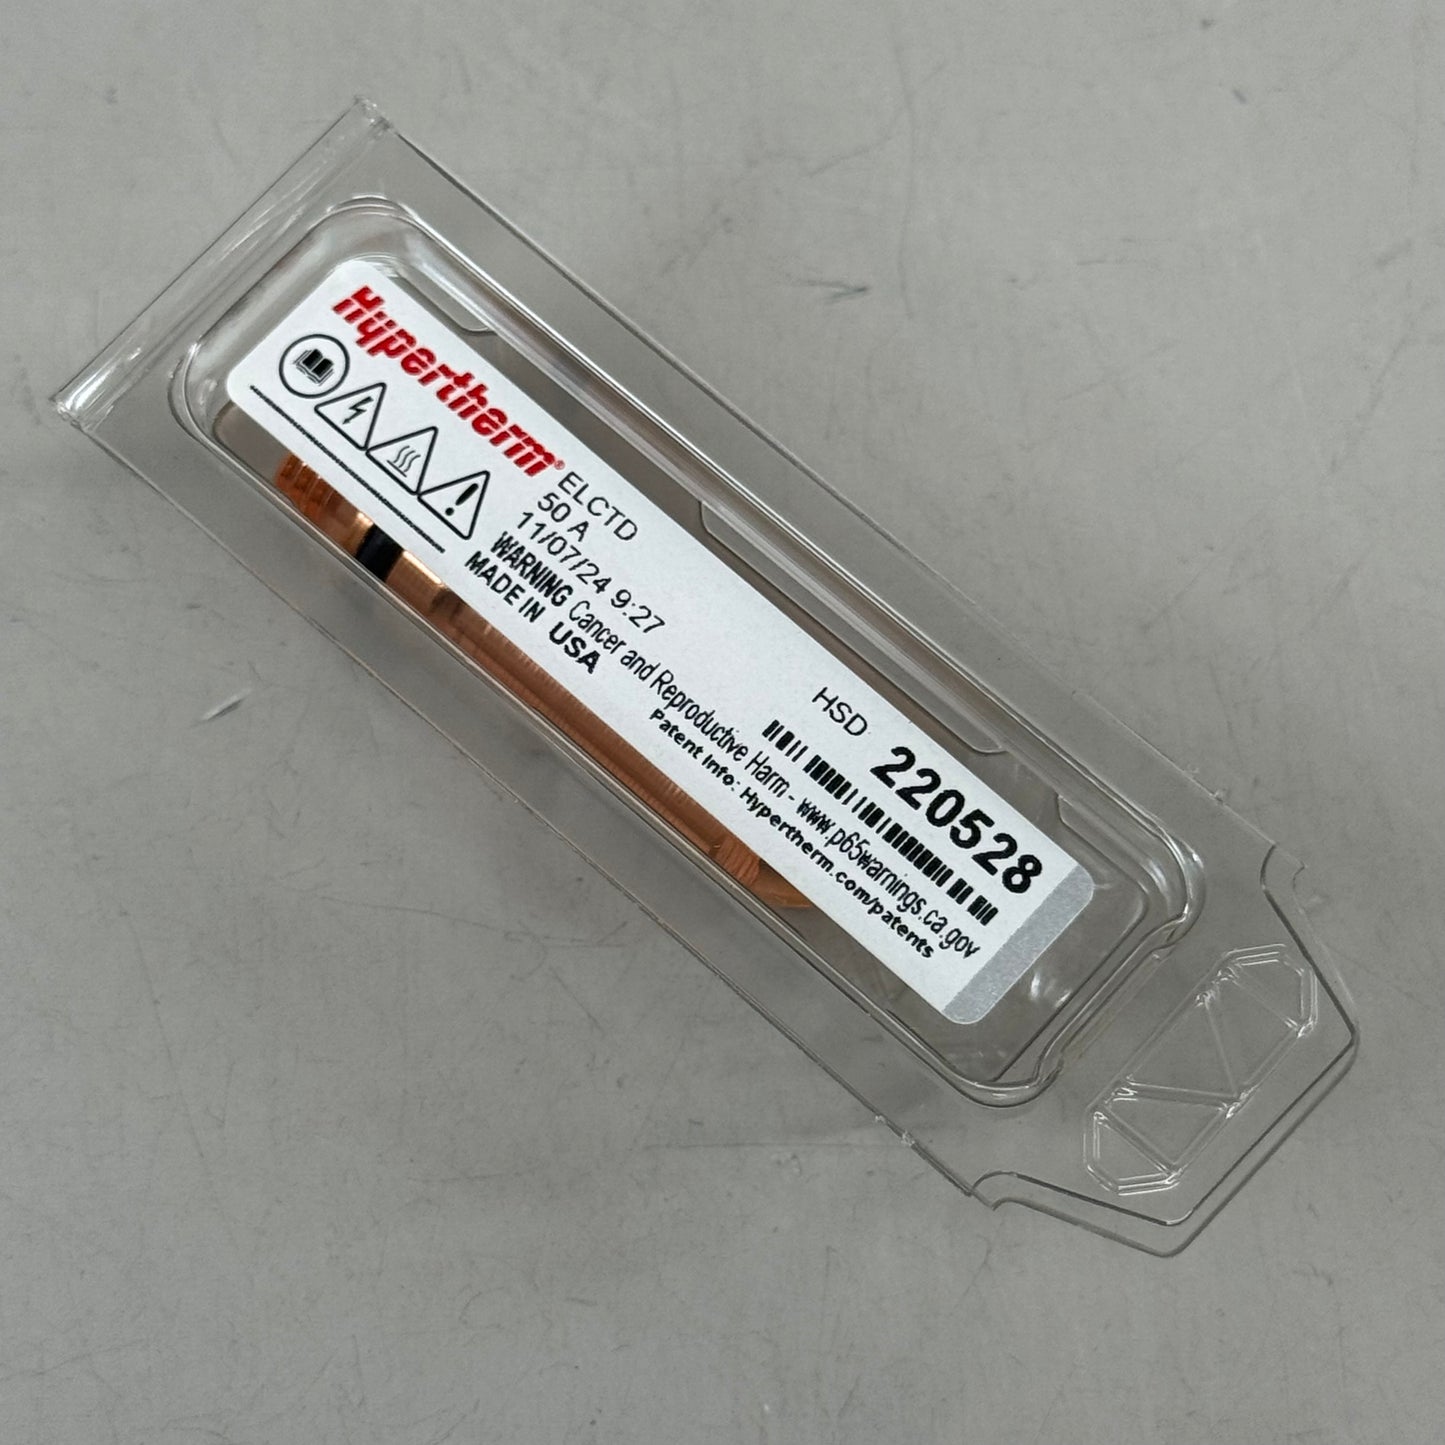 Hypertherm®
ELCTD
50 A
11/07/24 9:27
HSD 220528
WARNING Cancer and Reproductive Harm - www.p65warnings.ca.gov
MADE IN USA
Patent Info: Hypertherm.com/patents